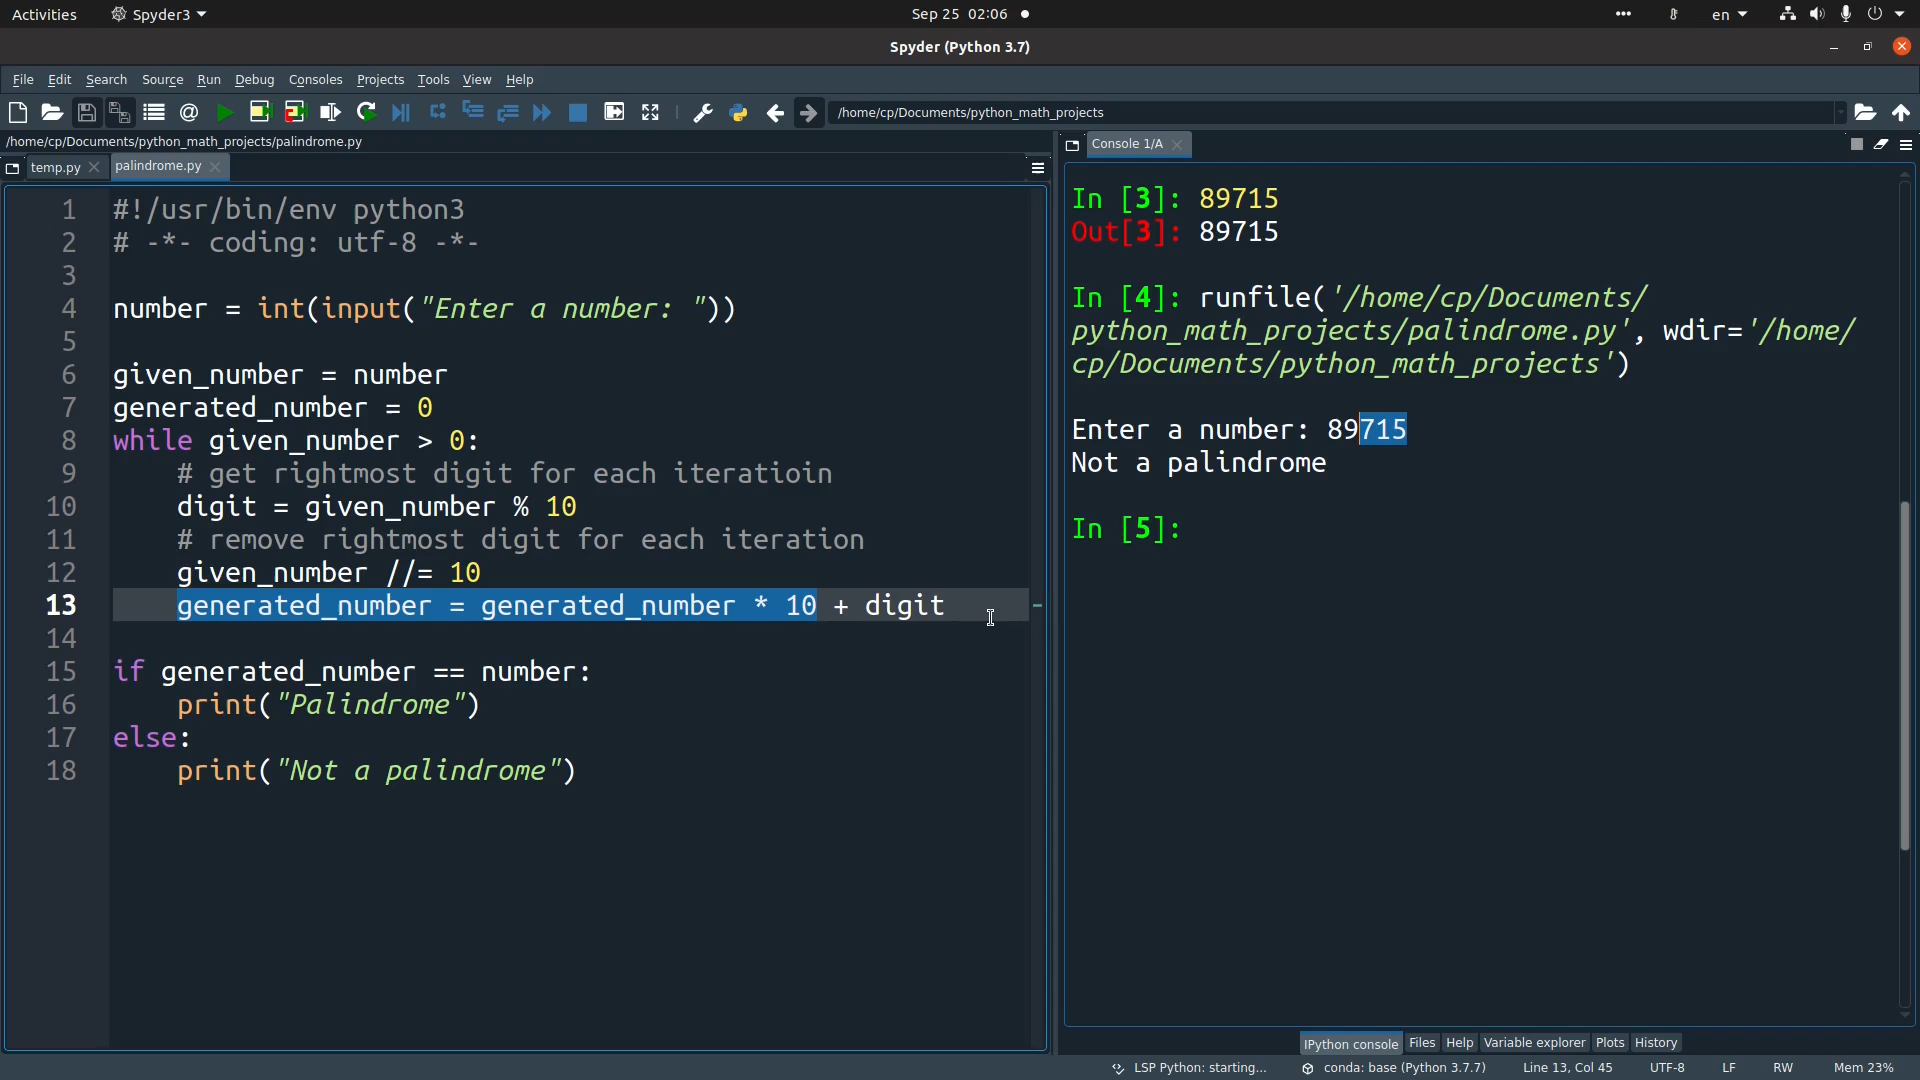 Activities
Spyder3
Sep 25 02:06
en
Spyder (Python 3.7)
File Edit Search Source Run Debug Consoles Projects Tools View Help
/home/cp/Documents/python_math_projects
/home/cp/Documents/python_math_projects/palindrome.py
temp.py
palindrome.py
1 #!/usr/bin/env python3
2 # -*- coding: utf-8 -*-
3
4 number = int(input("Enter a number: "))
5
6 given_number = number
7 generated_number = 0
8 while given_number > 0:
9     # get rightmost digit for each iteratioin
10     digit = given_number % 10
11     # remove rightmost digit for each iteration
12     given_number //= 10
13     generated_number = generated_number * 10 + digit
14
15 if generated_number == number:
16     print("Palindrome")
17 else:
18     print("Not a palindrome")
Console 1/A
In [3]: 89715
Out[3]: 89715
In [4]: runfile('/home/cp/Documents/
python_math_projects/palindrome.py', wdir='/home/
cp/Documents/python_math_projects')
Enter a number: 89715
Not a palindrome
In [5]:
IPython console Files Help Variable explorer Plots History
LSP Python: starting... conda: base (Python 3.7.7) Line 13, Col 45 UTF-8 LF RW Mem 23%